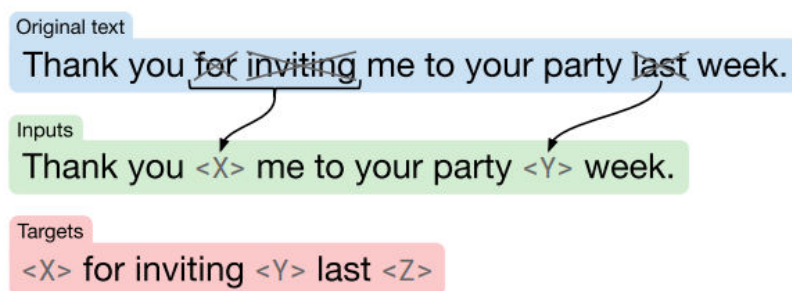 Original text
Thank you for inviting me to your party last week.
Inputs
Thank you <X> me to your party <Y> week.
Targets
<X> for inviting <Y> last <Z>